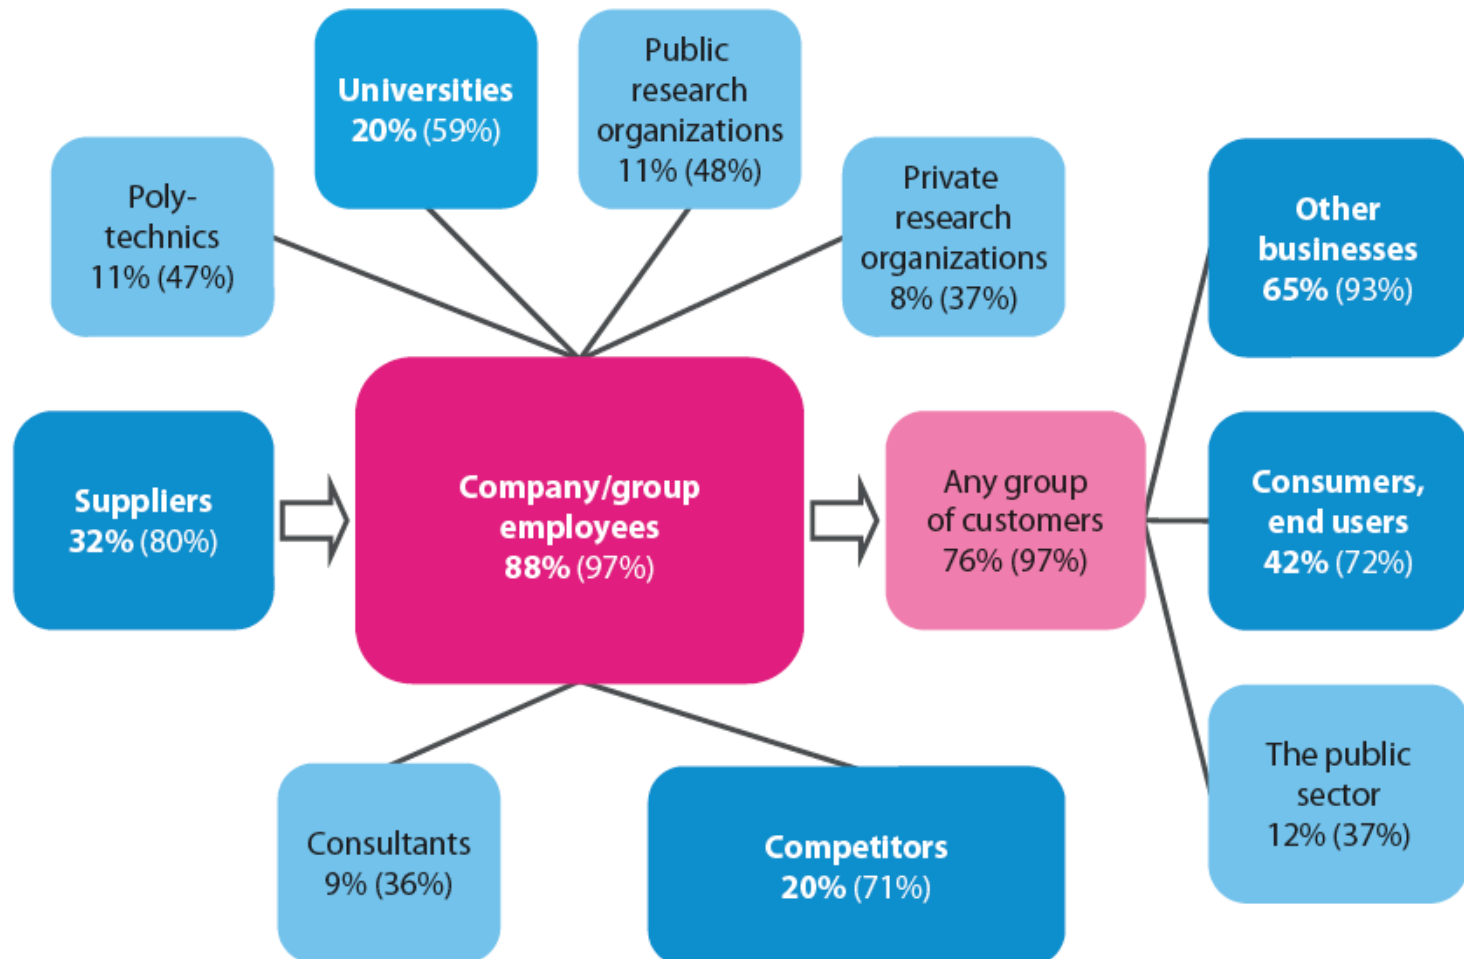 Universities
20% (59%)
Public
research
organizations
11% (48%)
Poly-
technics
11% (47%)
Private
research
organizations
8% (37%)
Other
businesses
65% (93%)
Suppliers
32% (80%)
Company/group
employees
88% (97%)
Any group
of customers
76% (97%)
Consumers,
end users
42% (72%)
The public
sector
12% (37%)
Consultants
9% (36%)
Competitors
20% (71%)